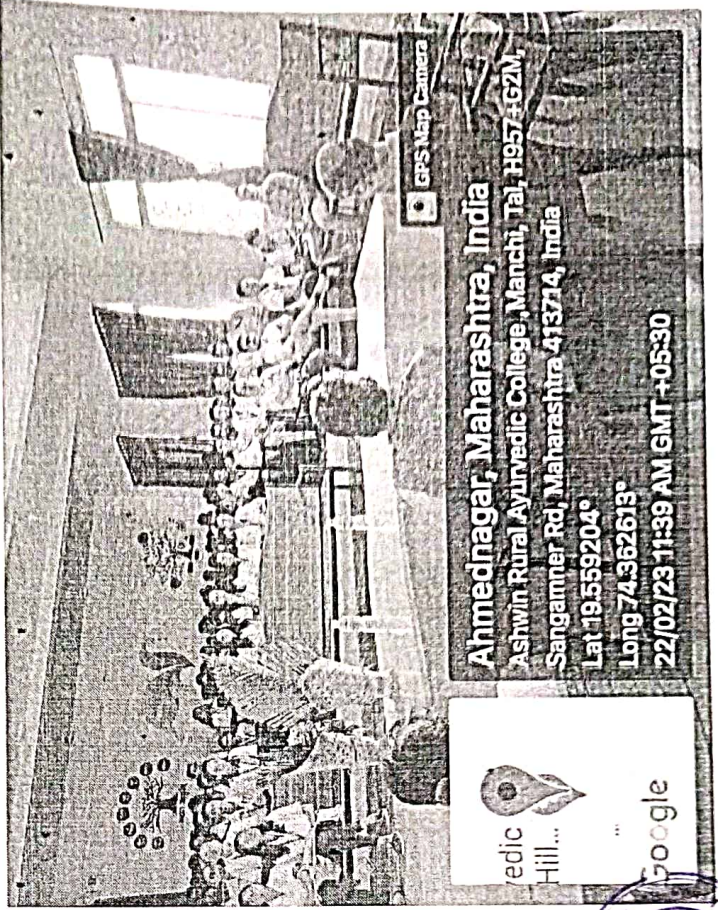 GPS Map Camera
Ahmednagar, Maharashtra, India
Ashwin Rural Ayurvedic College ,Manchi, Tal, H957+G2M,
Sangamner Rd, Maharashtra 413714, India
Lat 19.559204°
Long 74.362613°
22/02/23 11:39 AM GMT +05:30
vedic
Hill...
...
Google